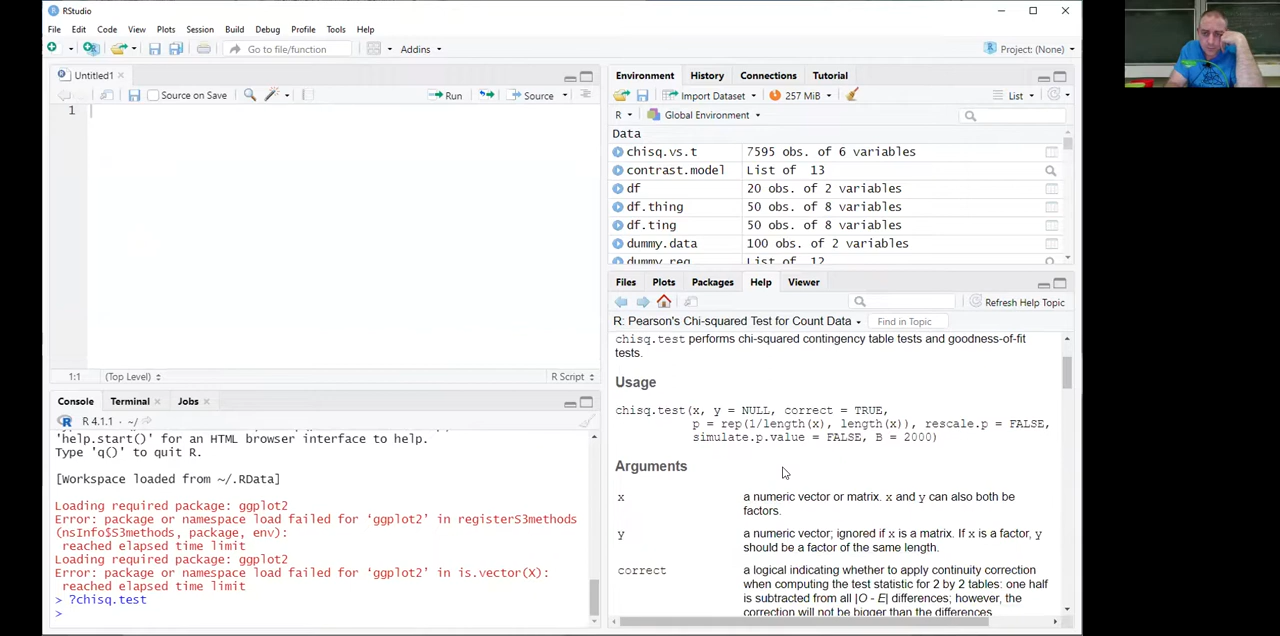 RStudio
File Edit Code View Plots Session Build Debug Profile Tools Help
Go to file/function
Addins
Project: (None)
Untitled1
Source on Save
Run
Source
1
1:1 (Top Level) R Script
Console Terminal Jobs
R 4.1.1 · ~/
'help.start()' for an HTML browser interface to help.
Type 'q()' to quit R.
[Workspace loaded from ~/.RData]
Loading required package: ggplot2
Error: package or namespace load failed for ‘ggplot2’ in registerS3methods
(nsInfo$S3methods, package, env):
reached elapsed time limit
Loading required package: ggplot2
Error: package or namespace load failed for ‘ggplot2’ in is.vector(X):
reached elapsed time limit
> ?chisq.test
>
Environment History Connections Tutorial
Import Dataset 257 MiB List
R Global Environment
Data
chisq.vs.t 7595 obs. of 6 variables
contrast.model List of 13
df 20 obs. of 2 variables
df.thing 50 obs. of 8 variables
df.ting 50 obs. of 8 variables
dummy.data 100 obs. of 2 variables
dummy.reg List of 12
Files Plots Packages Help Viewer
Refresh Help Topic
R: Pearson's Chi-squared Test for Count Data Find in Topic
chisq.test performs chi-squared contingency table tests and goodness-of-fit
tests.
Usage
chisq.test(x, y = NULL, correct = TRUE,
p = rep(1/length(x), length(x)), rescale.p = FALSE,
simulate.p.value = FALSE, B = 2000)
Arguments
x a numeric vector or matrix. x and y can also both be
factors.
y a numeric vector; ignored if x is a matrix. If x is a factor, y
should be a factor of the same length.
correct a logical indicating whether to apply continuity correction
when computing the test statistic for 2 by 2 tables: one half
is subtracted from all |O - E| differences; however, the
correction will not be bigger than the differences